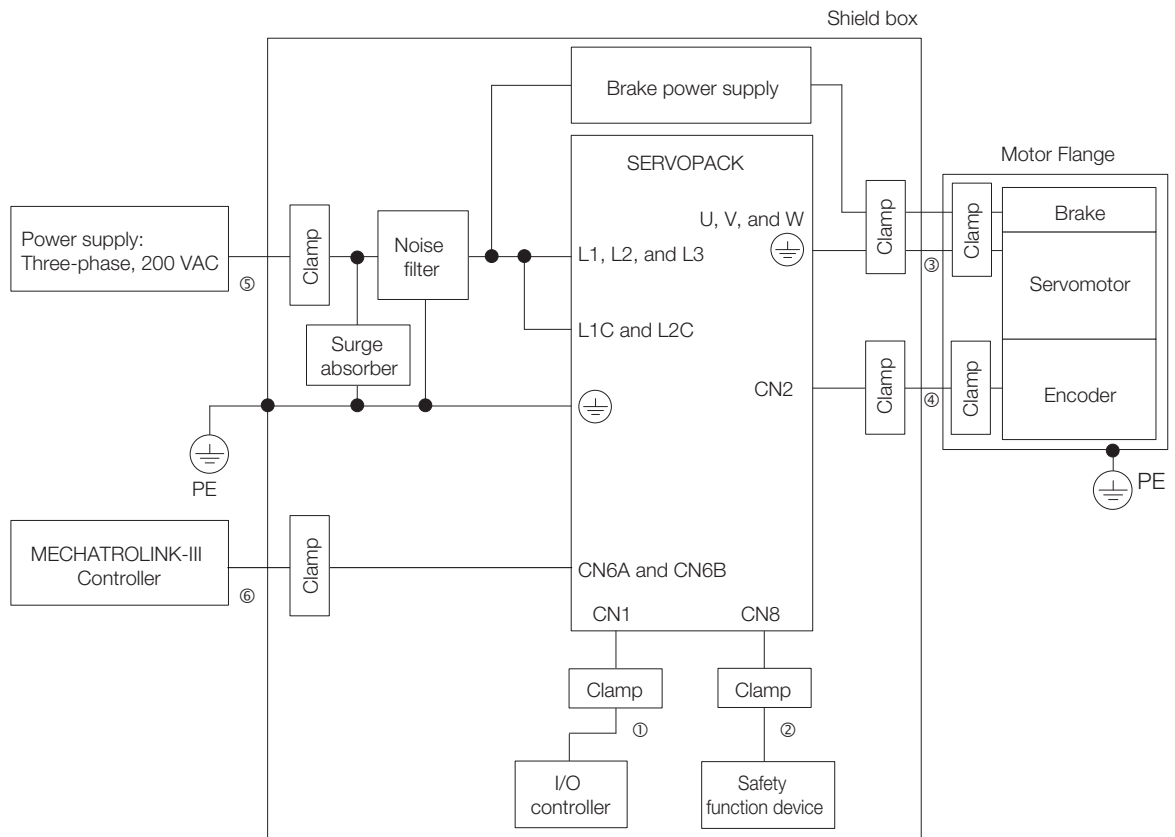 Shield box
Brake power supply
SERVOPACK
Motor Flange
Power supply:
Three-phase, 200 VAC
⑤
Clamp
Noise
filter
L1, L2, and L3
U, V, and W
Clamp
Clamp
③
Brake
Servomotor
Surge
absorber
L1C and L2C
CN2
Clamp
④
Clamp
Encoder
PE
PE
MECHATROLINK-III
Controller
⑥
Clamp
CN6A and CN6B
CN1
CN8
Clamp
Clamp
①
②
I/O
controller
Safety
function device